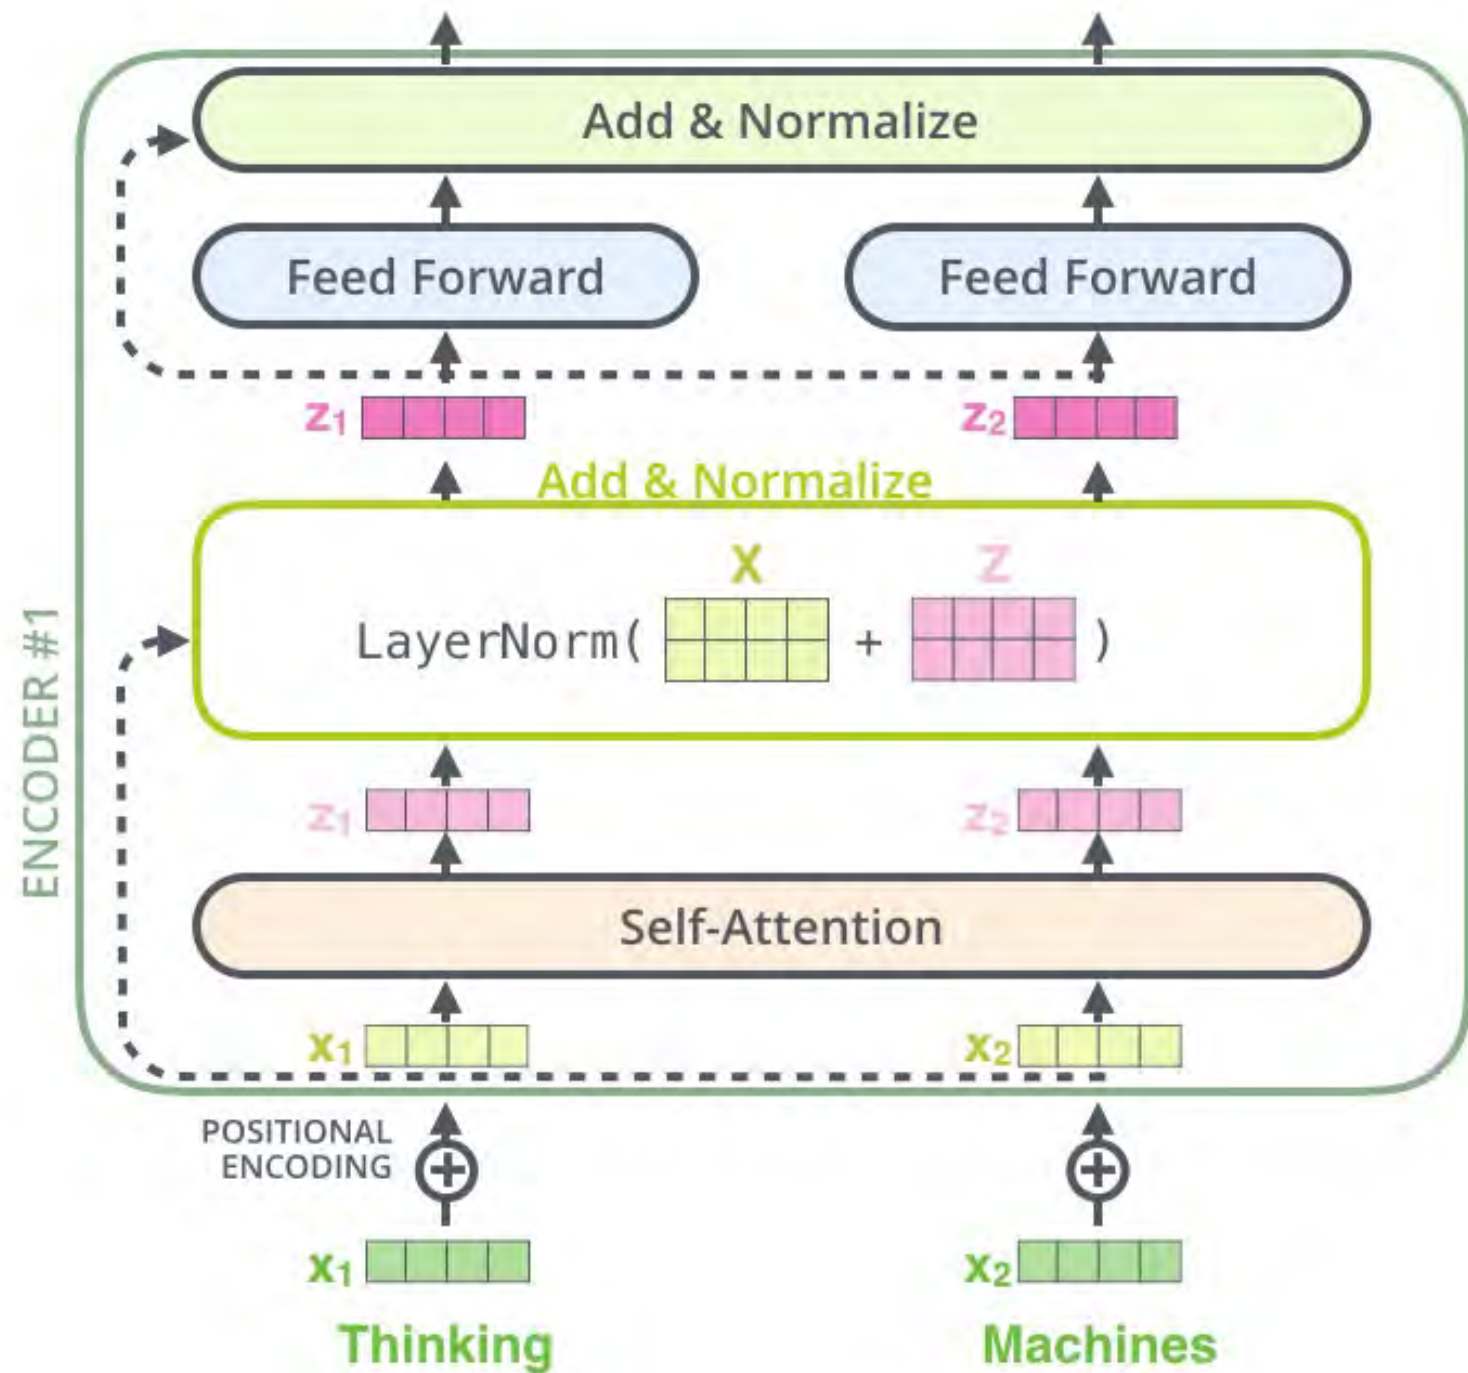 Add & Normalize
Feed Forward
Feed Forward
z1
z2
Add & Normalize
X
Z
LayerNorm(
+
)
ENCODER #1
z1
z2
Self-Attention
x1
x2
POSITIONAL
ENCODING
x1
x2
Thinking
Machines